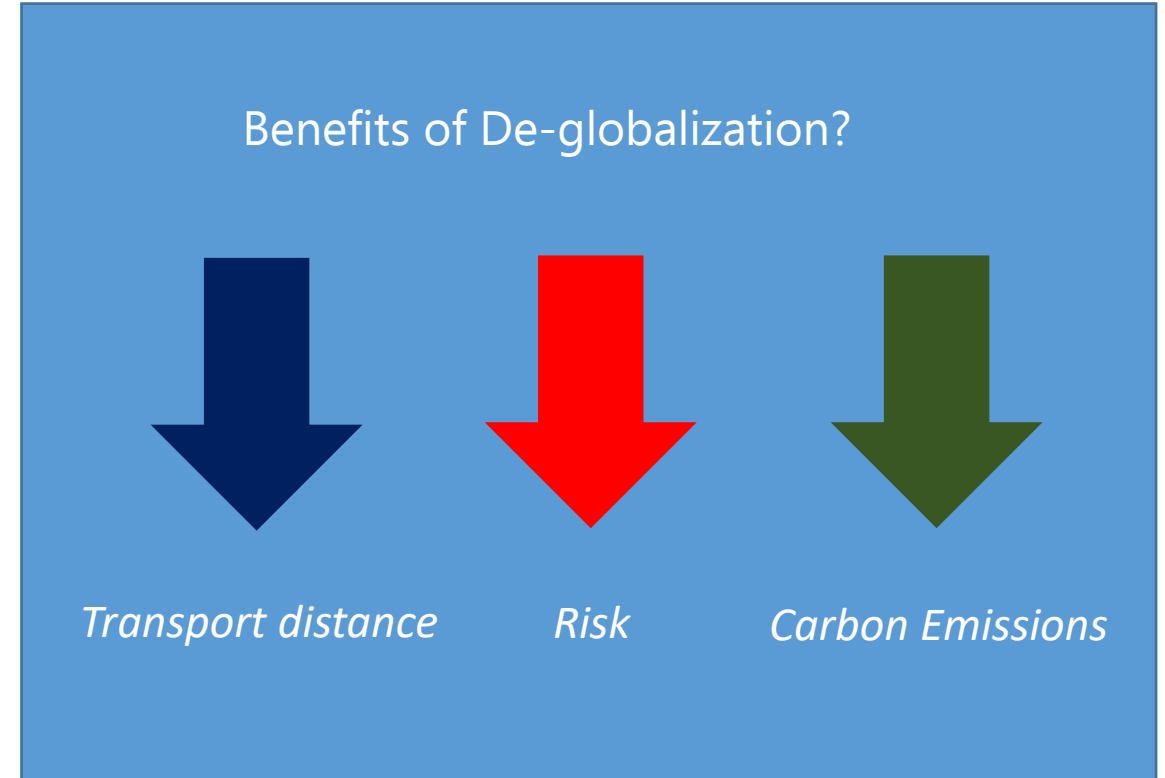 Benefits of De-globalization?
Transport distance
Risk
Carbon Emissions